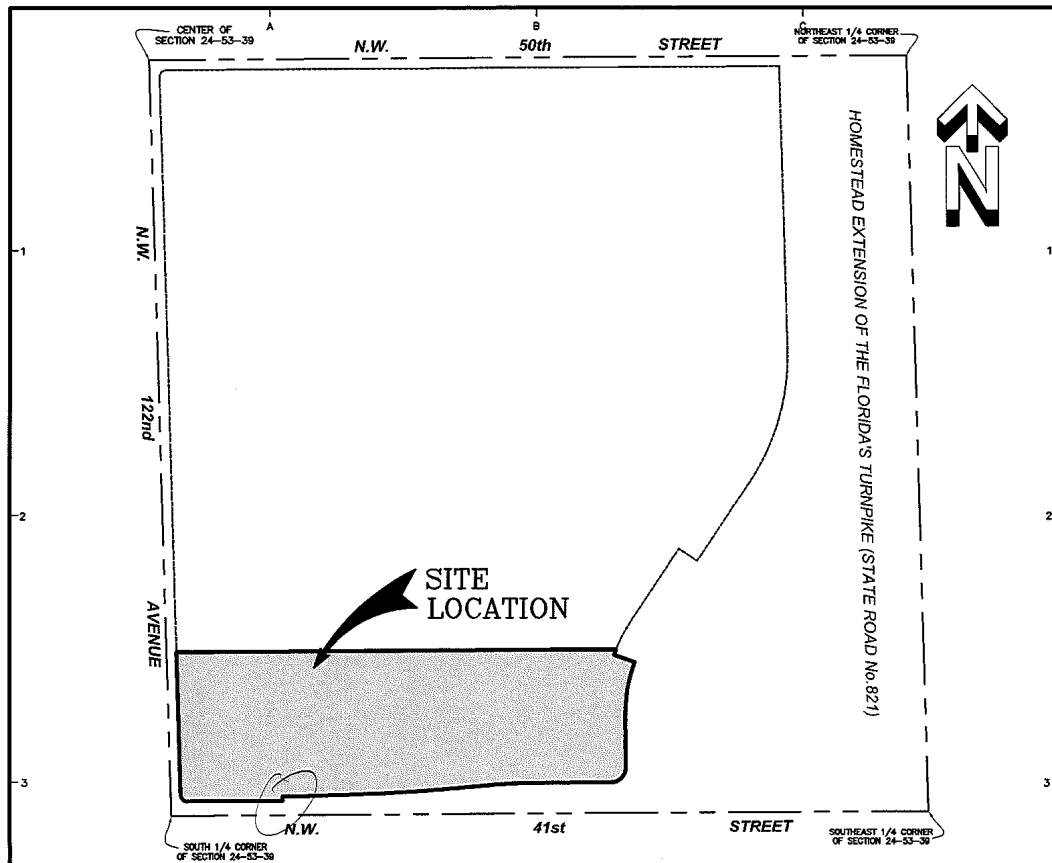 A B C
CENTER OF
SECTION 24-53-39
N.W. 50th STREET
NORTHEAST 1/4 CORNER
OF SECTION 24-53-39
N
HOMESTEAD EXTENSION OF THE FLORIDA'S TURNPIKE (STATE ROAD No.821)
1 1
N.W. 122nd AVENUE
2 2
SITE
LOCATION
3 3
N.W. 41st STREET
SOUTH 1/4 CORNER
OF SECTION 24-53-39
SOUTHEAST 1/4 CORNER
OF SECTION 24-53-39